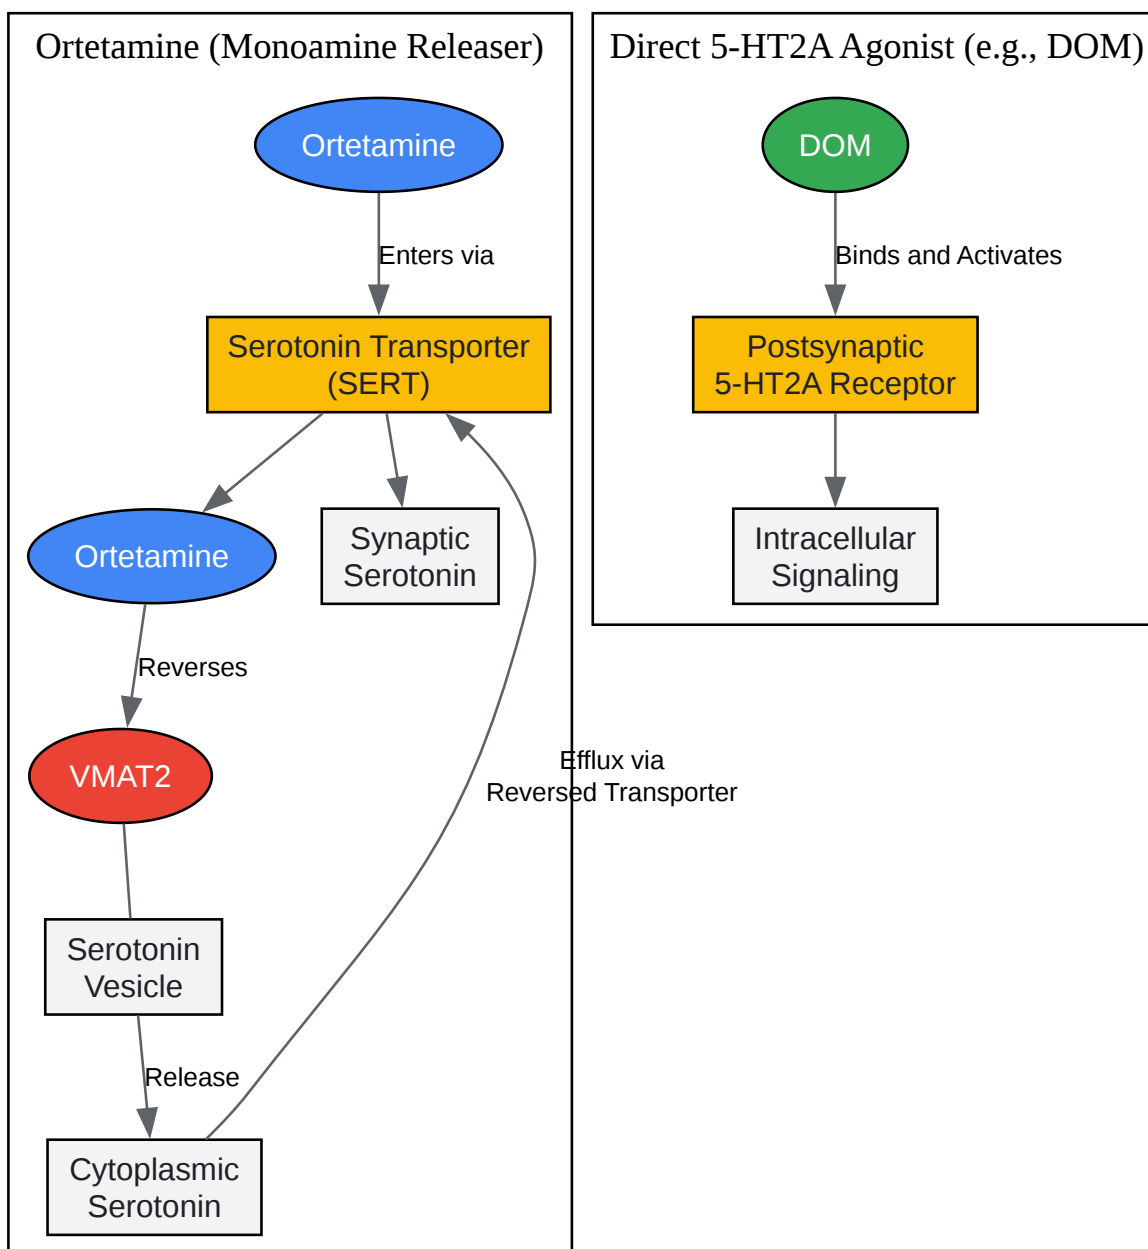 Ortetamine (Monoamine Releaser)
Ortetamine
Enters via
Serotonin Transporter
(SERT)
Ortetamine
Synaptic
Serotonin
Reverses
VMAT2
Efflux via
Reversed Transporter
Serotonin
Vesicle
Release
Cytoplasmic
Serotonin
Direct 5-HT2A Agonist (e.g., DOM)
DOM
Binds and Activates
Postsynaptic
5-HT2A Receptor
Intracellular
Signaling